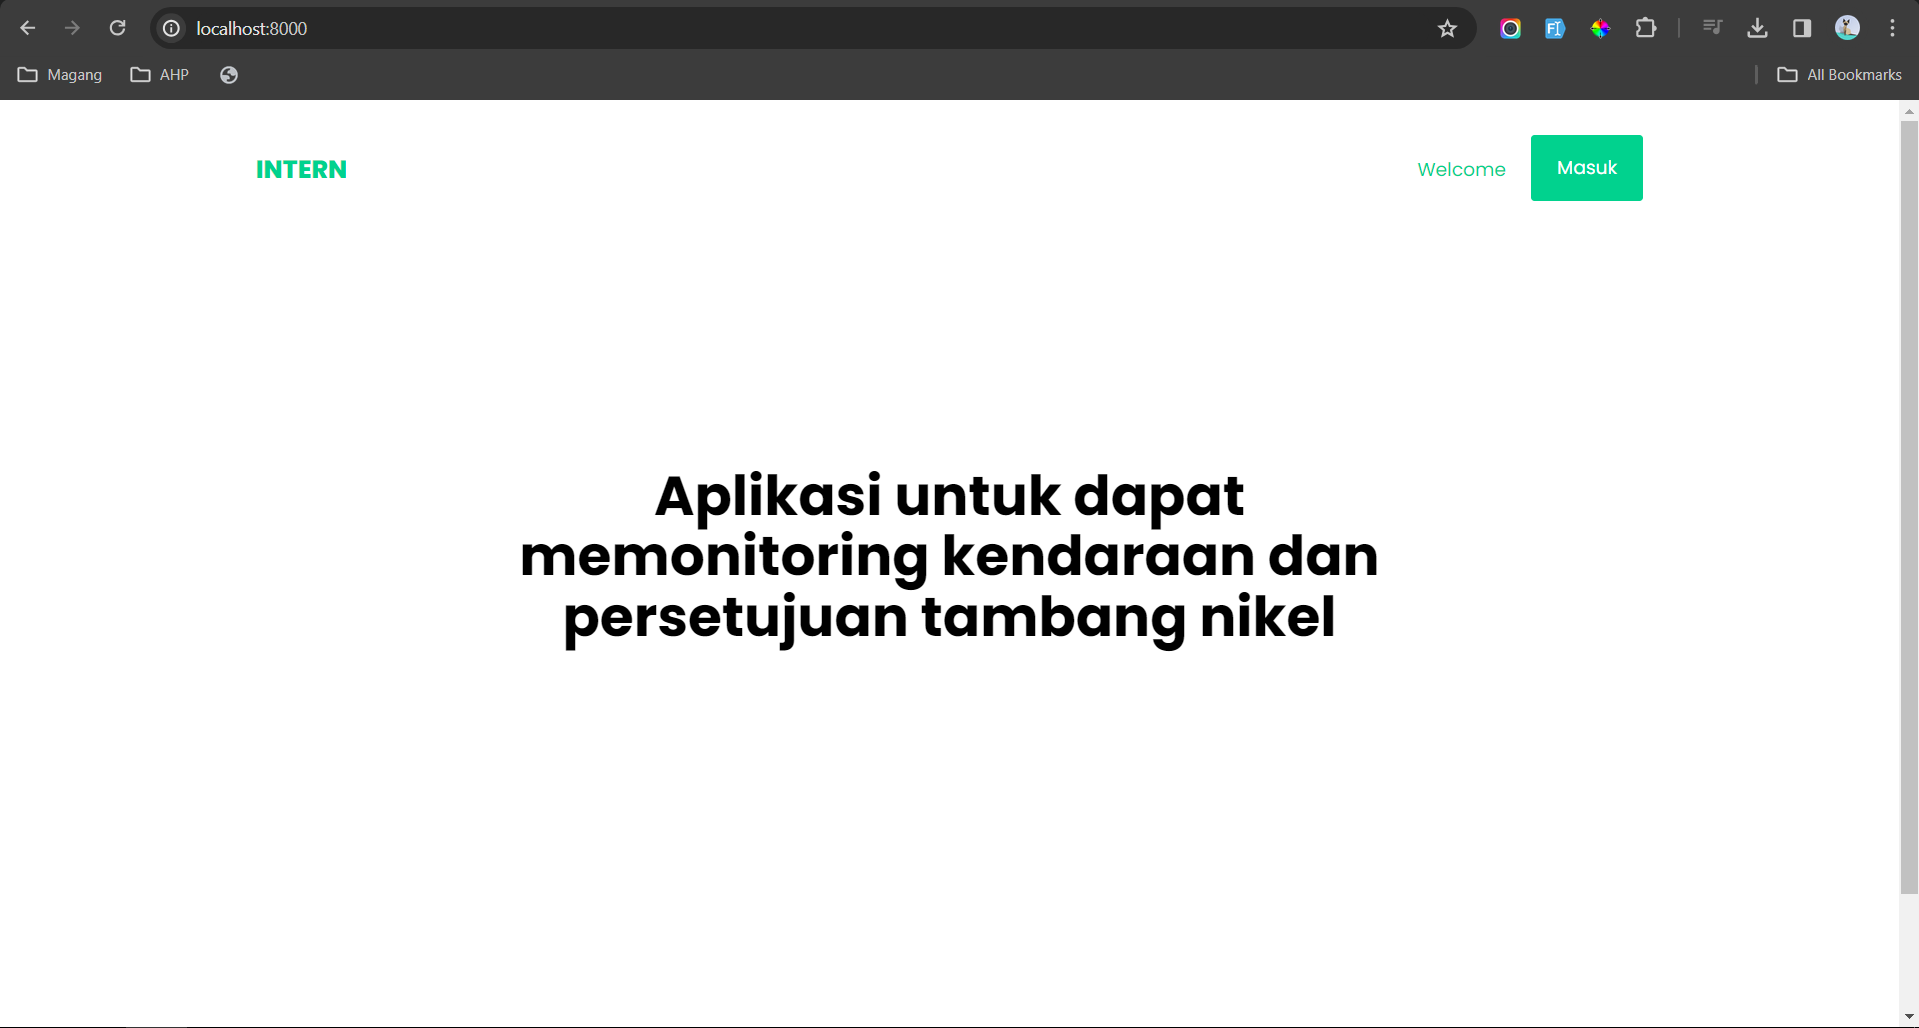 localhost:8000
Magang
AHP
All Bookmarks
INTERN
Welcome
Masuk
Aplikasi untuk dapat
memonitoring kendaraan dan
persetujuan tambang nikel